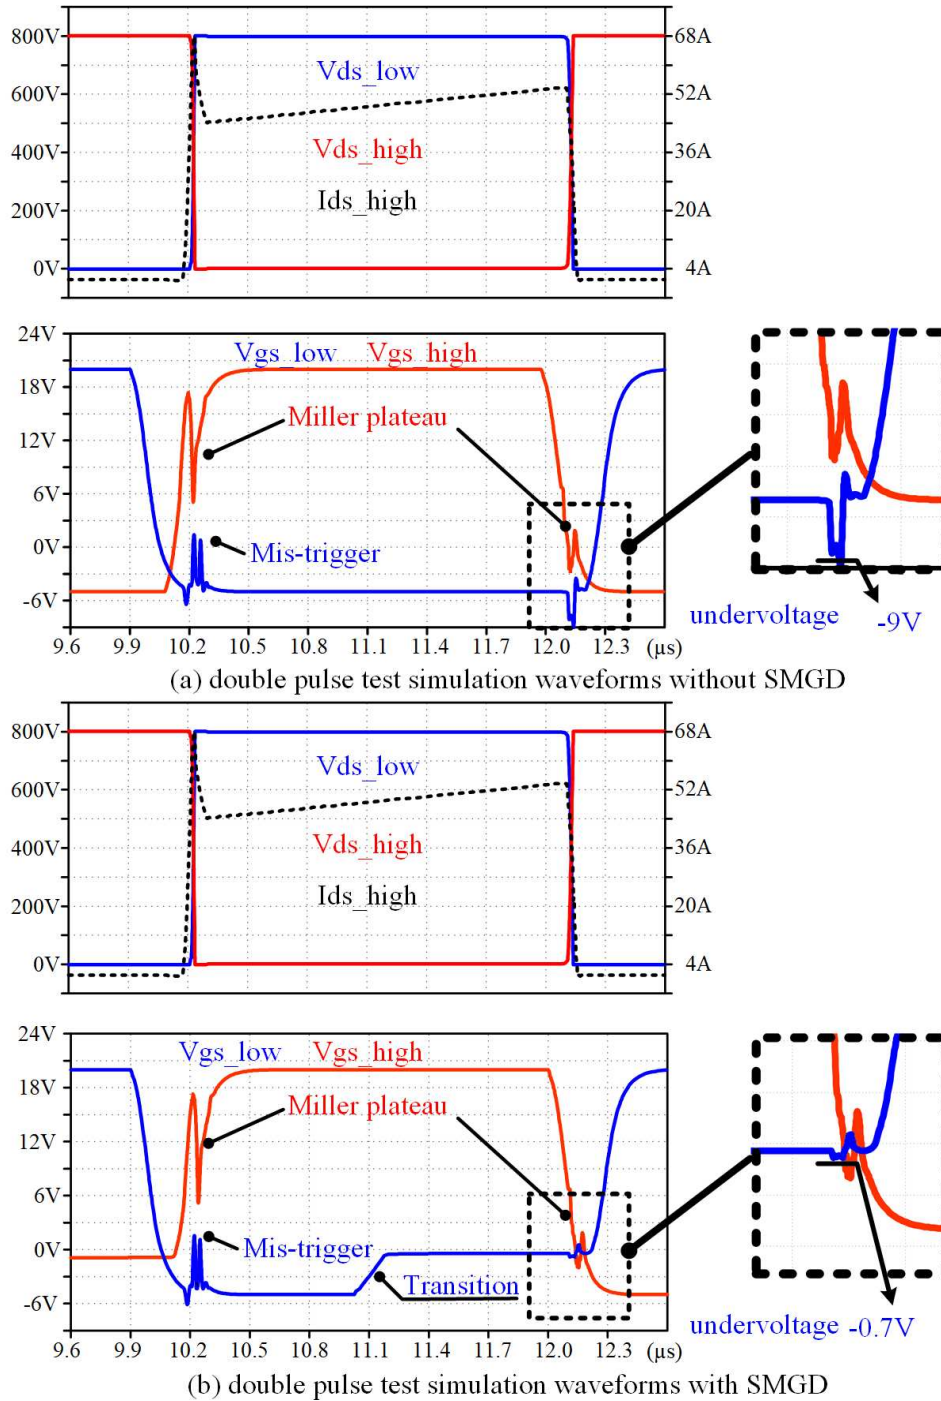 800V
68A
Vds_low
600V
52A
400V
Vds_high
36A
Ids_high
200V
20A
0V
4A
24V
Vgs_low
Vgs_high
18V
Miller plateau
12V
6V
0V
Mis-trigger
-6V
undervoltage
-9V
9.6 9.9 10.2 10.5 10.8 11.1 11.4 11.7 12.0 12.3 (μs)
(a) double pulse test simulation waveforms without SMGD
800V
68A
Vds_low
600V
52A
400V
Vds_high
36A
Ids_high
200V
20A
0V
4A
24V
Vgs_low
Vgs_high
18V
Miller plateau
12V
6V
0V
Mis-trigger
Transition
-6V
undervoltage -0.7V
9.6 9.9 10.2 10.5 10.8 11.1 11.4 11.7 12.0 12.3 (μs)
(b) double pulse test simulation waveforms with SMGD